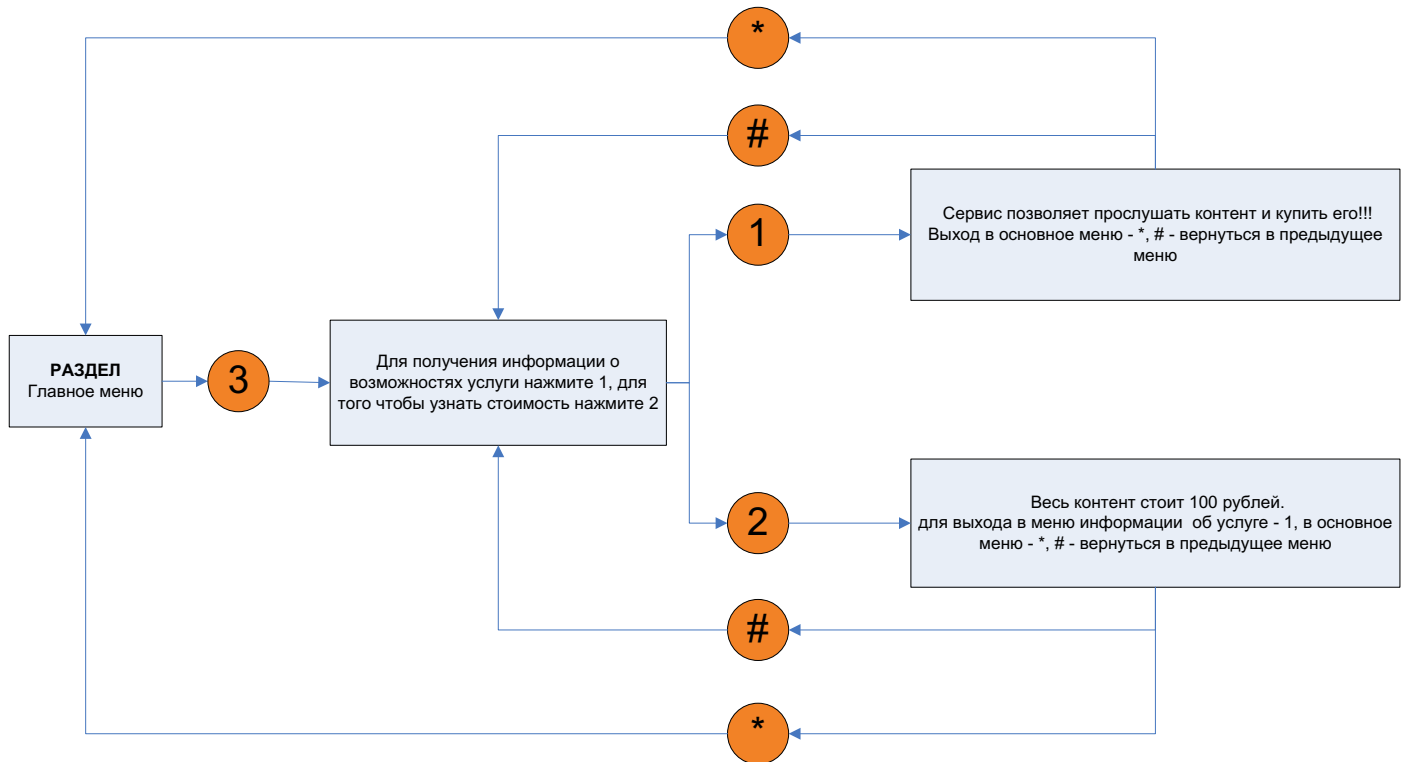 *
#
1
Сервис позволяет прослушать контент и купить его!!!
Выход в основное меню - *, # - вернуться в предыдущее
меню
РАЗДЕЛ
Главное меню
3
Для получения информации о
возможностях услуги нажмите 1, для
того чтобы узнать стоимость нажмите 2
2
Весь контент стоит 100 рублей.
для выхода в меню информации  об услуге - 1, в основное
меню - *, # - вернуться в предыдущее меню
#
*